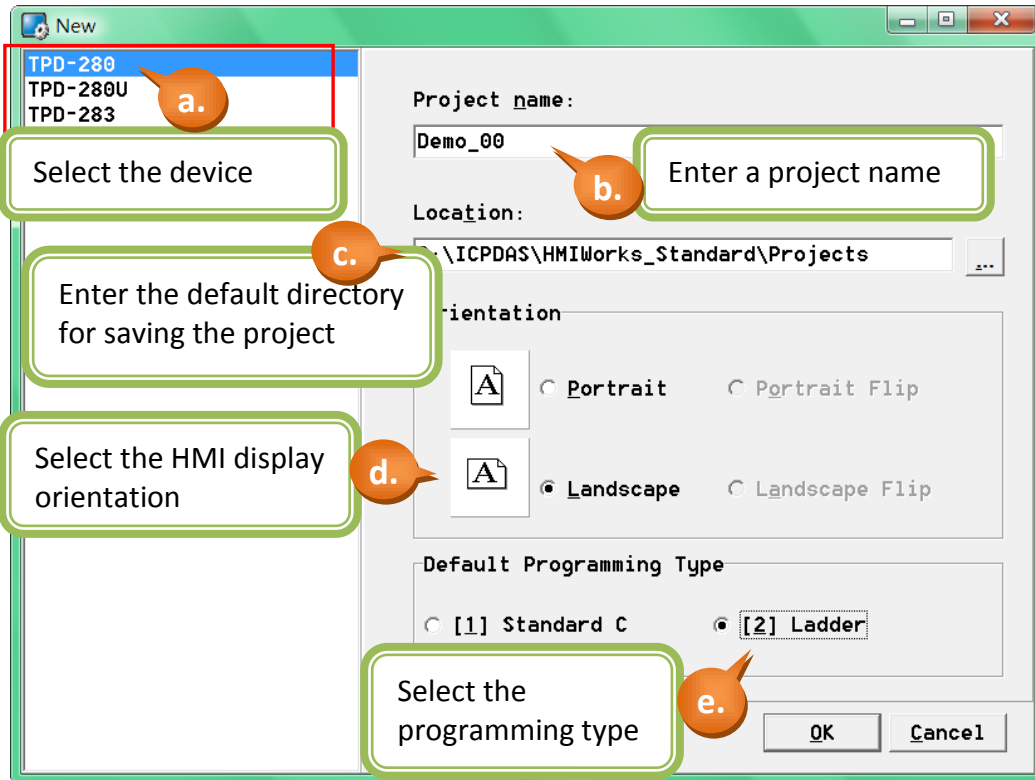 New
TPD-280
TPD-280U
TPD-283
a.
Select the device
Project name:
Demo_00
b.
Enter a project name
Location:
c.
:\ICPDAS\HMIWorks_Standard\Projects
...
Enter the default directory
for saving the project
rientation
A
Portrait
Portrait Flip
Select the HMI display
orientation
d.
A
Landscape
Landscape Flip
Default Programming Type
[1] Standard C
[2] Ladder
Select the
programming type
e.
OK
Cancel